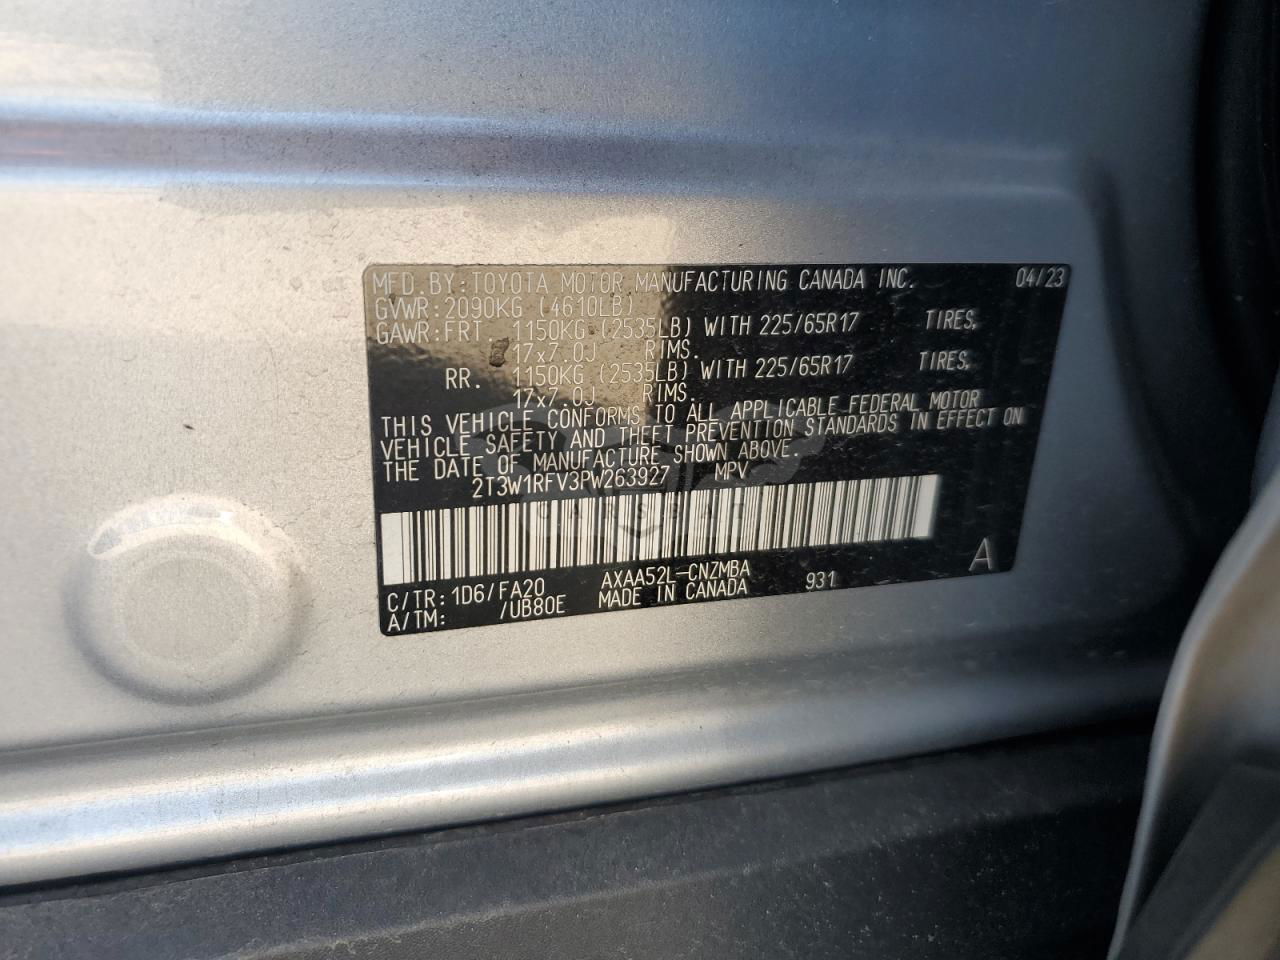 MFD. BY:TOYOTA MOTOR MANUFACTURING CANADA INC. 04/23
GVWR:2090KG (4610LB)
GAWR:FRT. 1150KG (2535LB) WITH 225/65R17 TIRES,
17x7.0J RIMS.
RR. 1150KG (2535LB) WITH 225/65R17 TIRES,
17x7.0J RIMS.
THIS VEHICLE CONFORMS TO ALL APPLICABLE FEDERAL MOTOR
VEHICLE SAFETY AND THEFT PREVENTION STANDARDS IN EFFECT ON
THE DATE OF MANUFACTURE SHOWN ABOVE.
2T3W1RFV3PW263927 MPV
CARSBAT
C/TR: 1D6/FA20 AXAA52L-CNZMBA 931 A
A/TM: /UB80E MADE IN CANADA